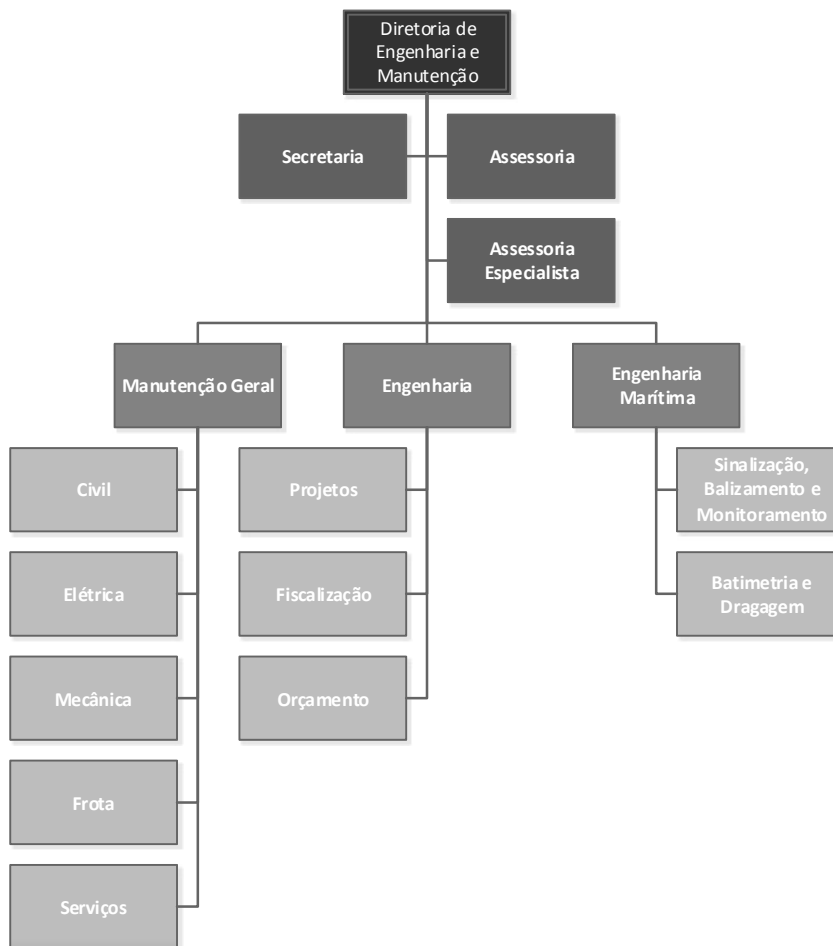 Diretoria de
Engenharia e
Manutenção
Secretaria
Assessoria
Assessoria
Especialista
Manutenção Geral
Engenharia
Engenharia
Marítima
Civil
Projetos
Sinalização,
Balizamento e
Monitoramento
Elétrica
Fiscalização
Batimetria e
Dragagem
Mecânica
Orçamento
Frota
Serviços